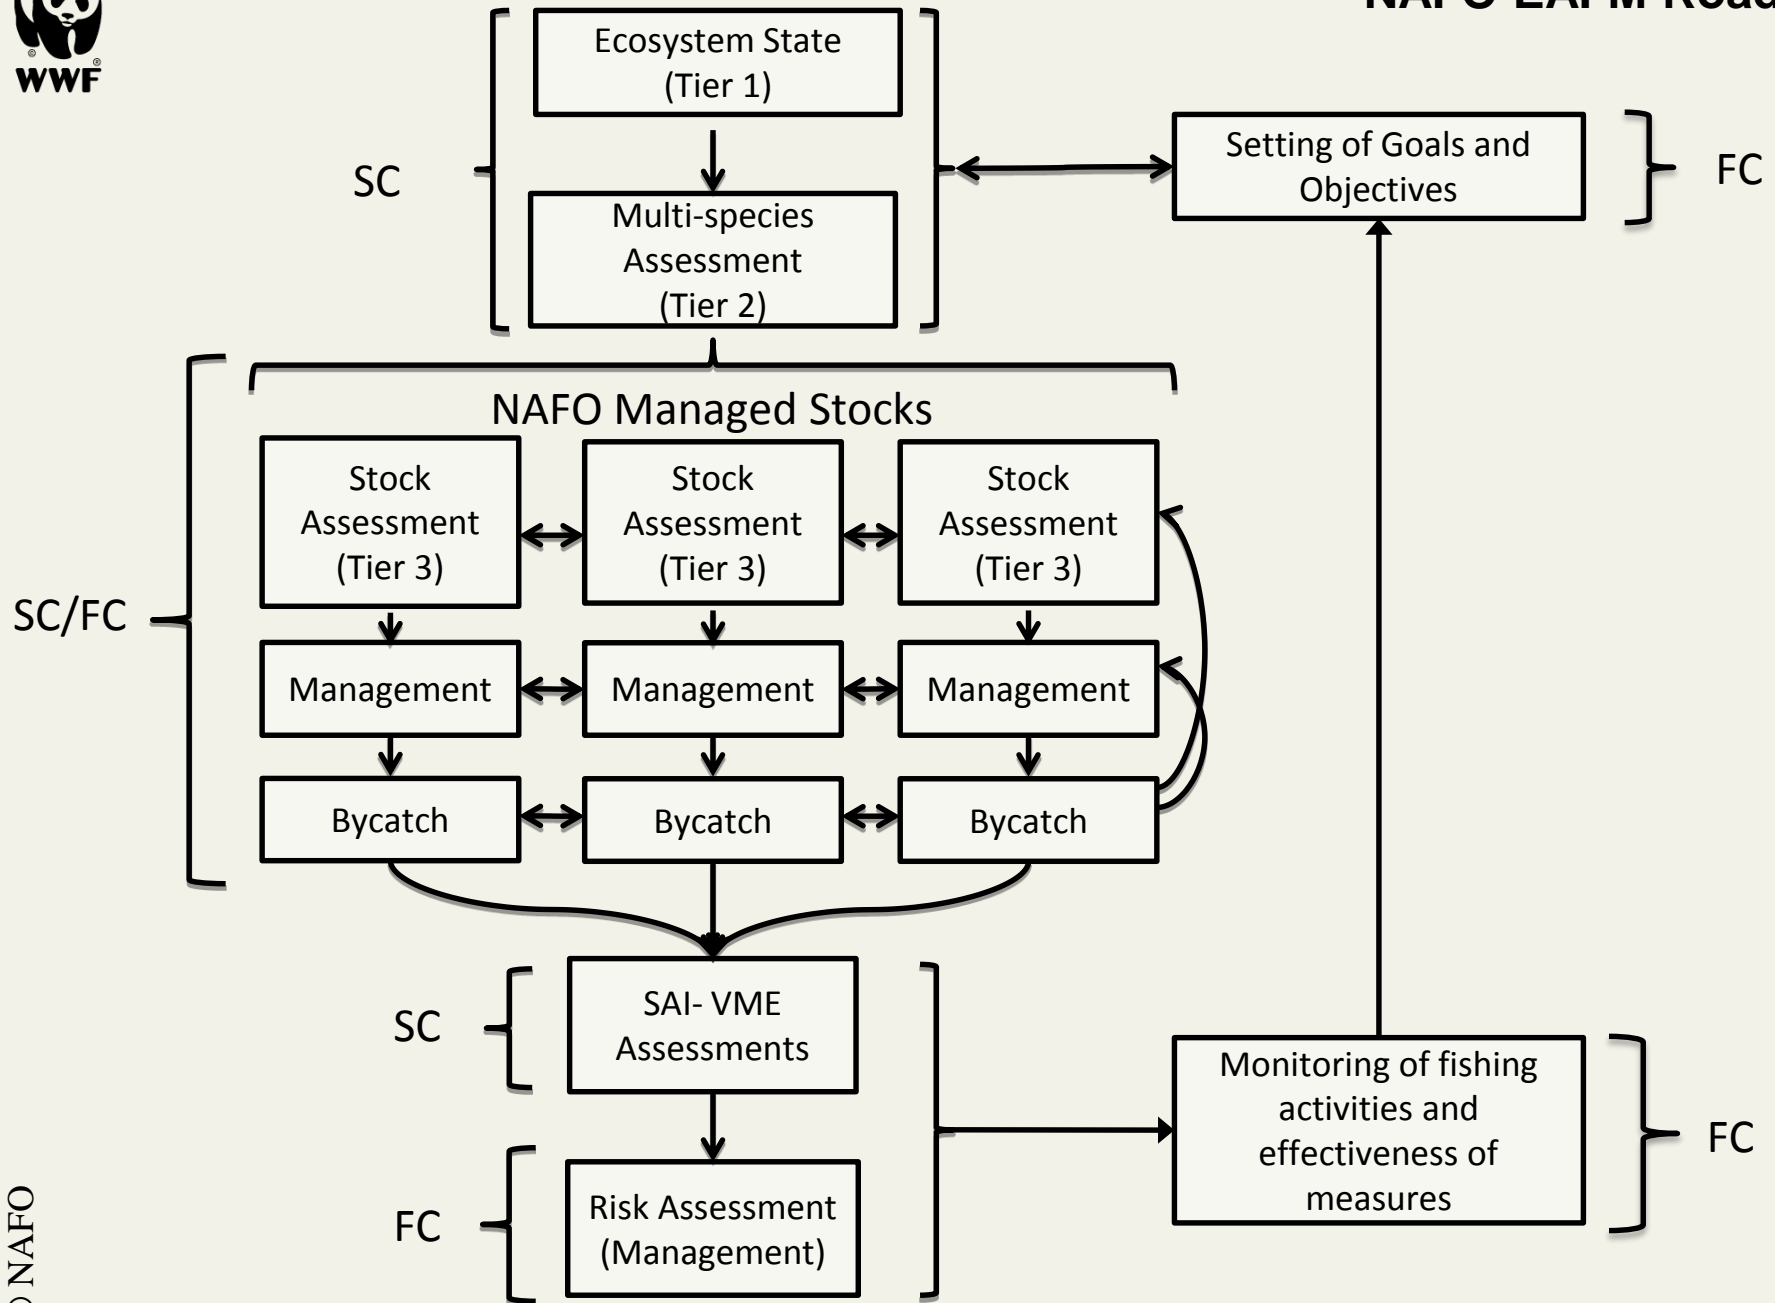 WWF
Ecosystem State
(Tier 1)
Multi-species
Assessment
(Tier 2)
SC
Setting of Goals and
Objectives
FC
NAFO Managed Stocks
Stock
Assessment
(Tier 3)
Stock
Assessment
(Tier 3)
Stock
Assessment
(Tier 3)
SC/FC
Management
Management
Management
Bycatch
Bycatch
Bycatch
SC
SAI- VME
Assessments
FC
Risk Assessment
(Management)
Monitoring of fishing
activities and
effectiveness of
measures
FC
NAFO